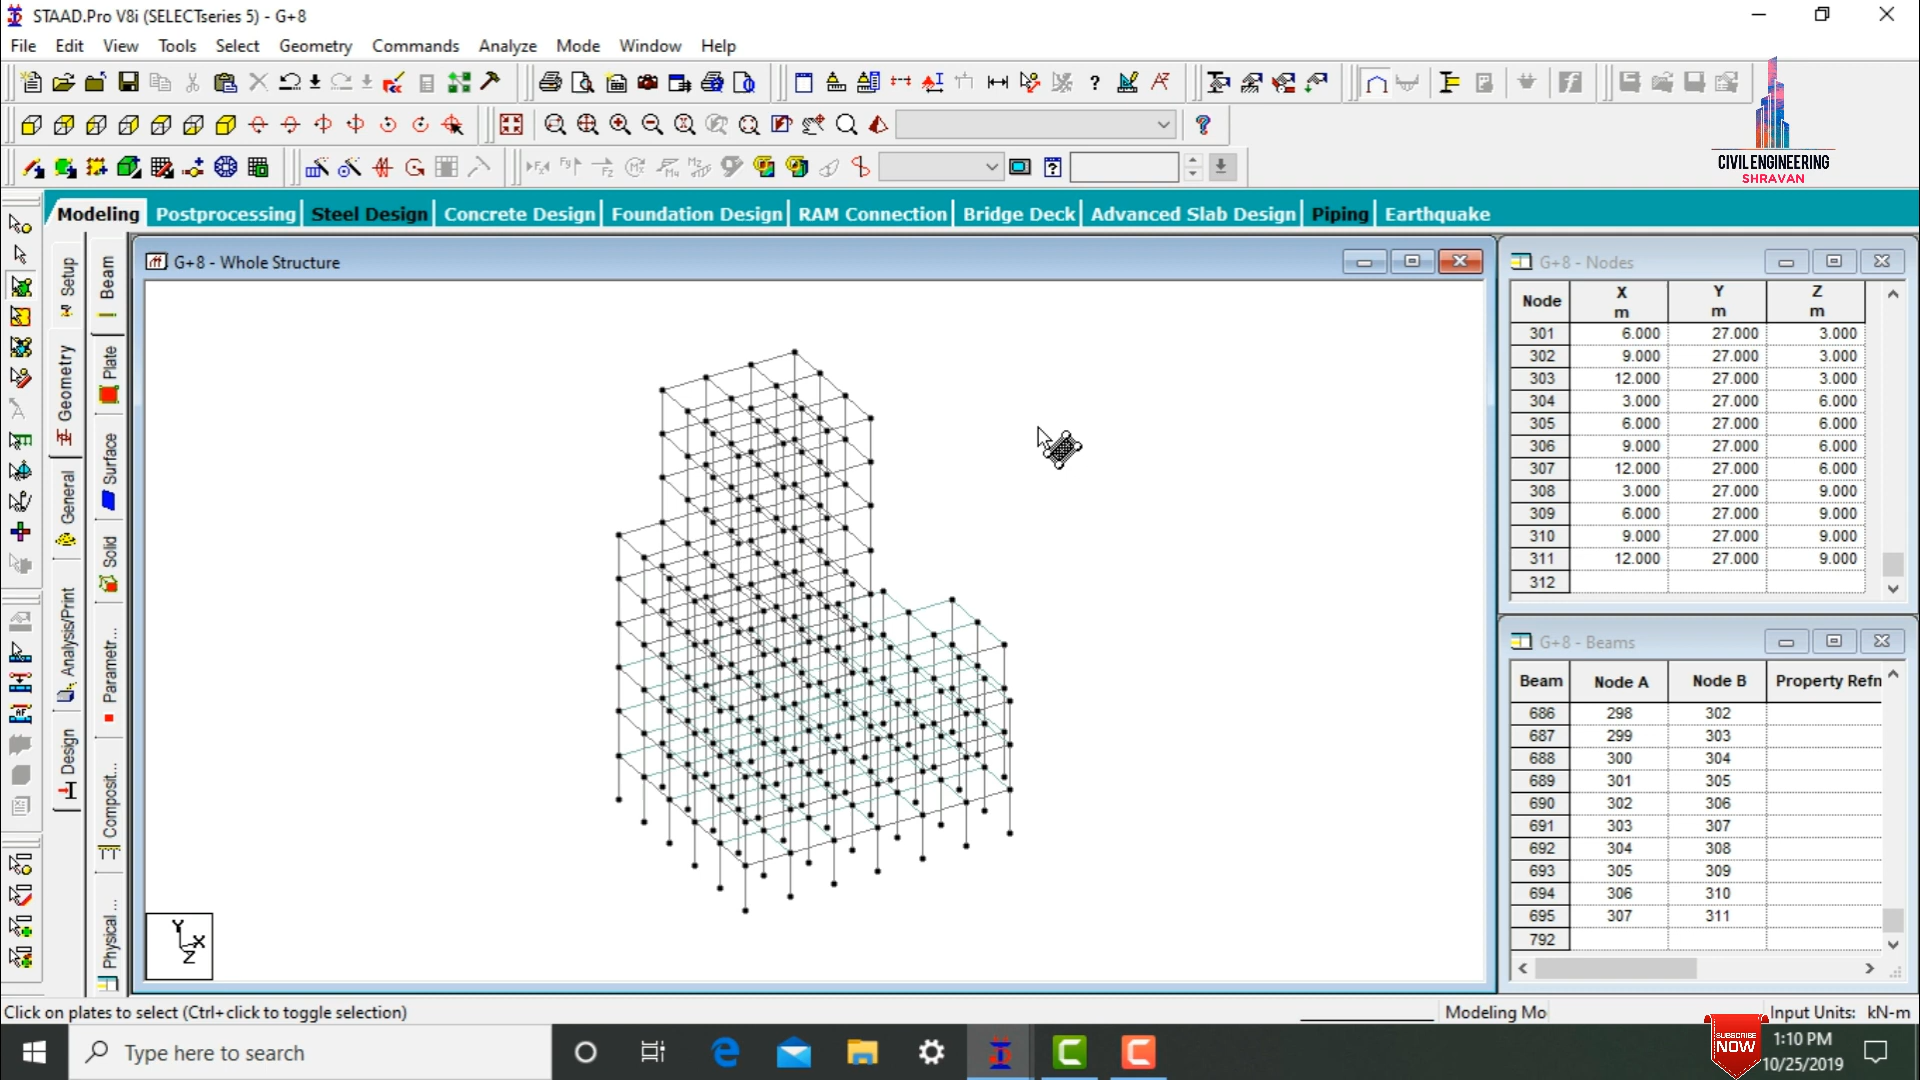 STAAD.Pro V8i (SELECTseries 5) - G+8
File Edit View Tools Select Geometry Commands Analyze Mode Window Help
CIVIL ENGINEERING
SHRAVAN
Modeling Postprocessing Steel Design Concrete Design Foundation Design RAM Connection Bridge Deck Advanced Slab Design Piping Earthquake
Setup
Geometry
General
Analysis/Print
Design
Beam
Plate
Surface
Solid
Parametr...
Composit...
Physical ...
G+8 - Whole Structure
Y
X
Z
G+8 - Nodes
Node X m Y m Z m
301 6.000 27.000 3.000
302 9.000 27.000 3.000
303 12.000 27.000 3.000
304 3.000 27.000 6.000
305 6.000 27.000 6.000
306 9.000 27.000 6.000
307 12.000 27.000 6.000
308 3.000 27.000 9.000
309 6.000 27.000 9.000
310 9.000 27.000 9.000
311 12.000 27.000 9.000
312
G+8 - Beams
Beam Node A Node B Property Refn
686 298 302
687 299 303
688 300 304
689 301 305
690 302 306
691 303 307
692 304 308
693 305 309
694 306 310
695 307 311
792
Click on plates to select (Ctrl+click to toggle selection)
Modeling Mo
Input Units: kN-m
Type here to search
SUBSCRIBE
NOW
1:10 PM
10/25/2019